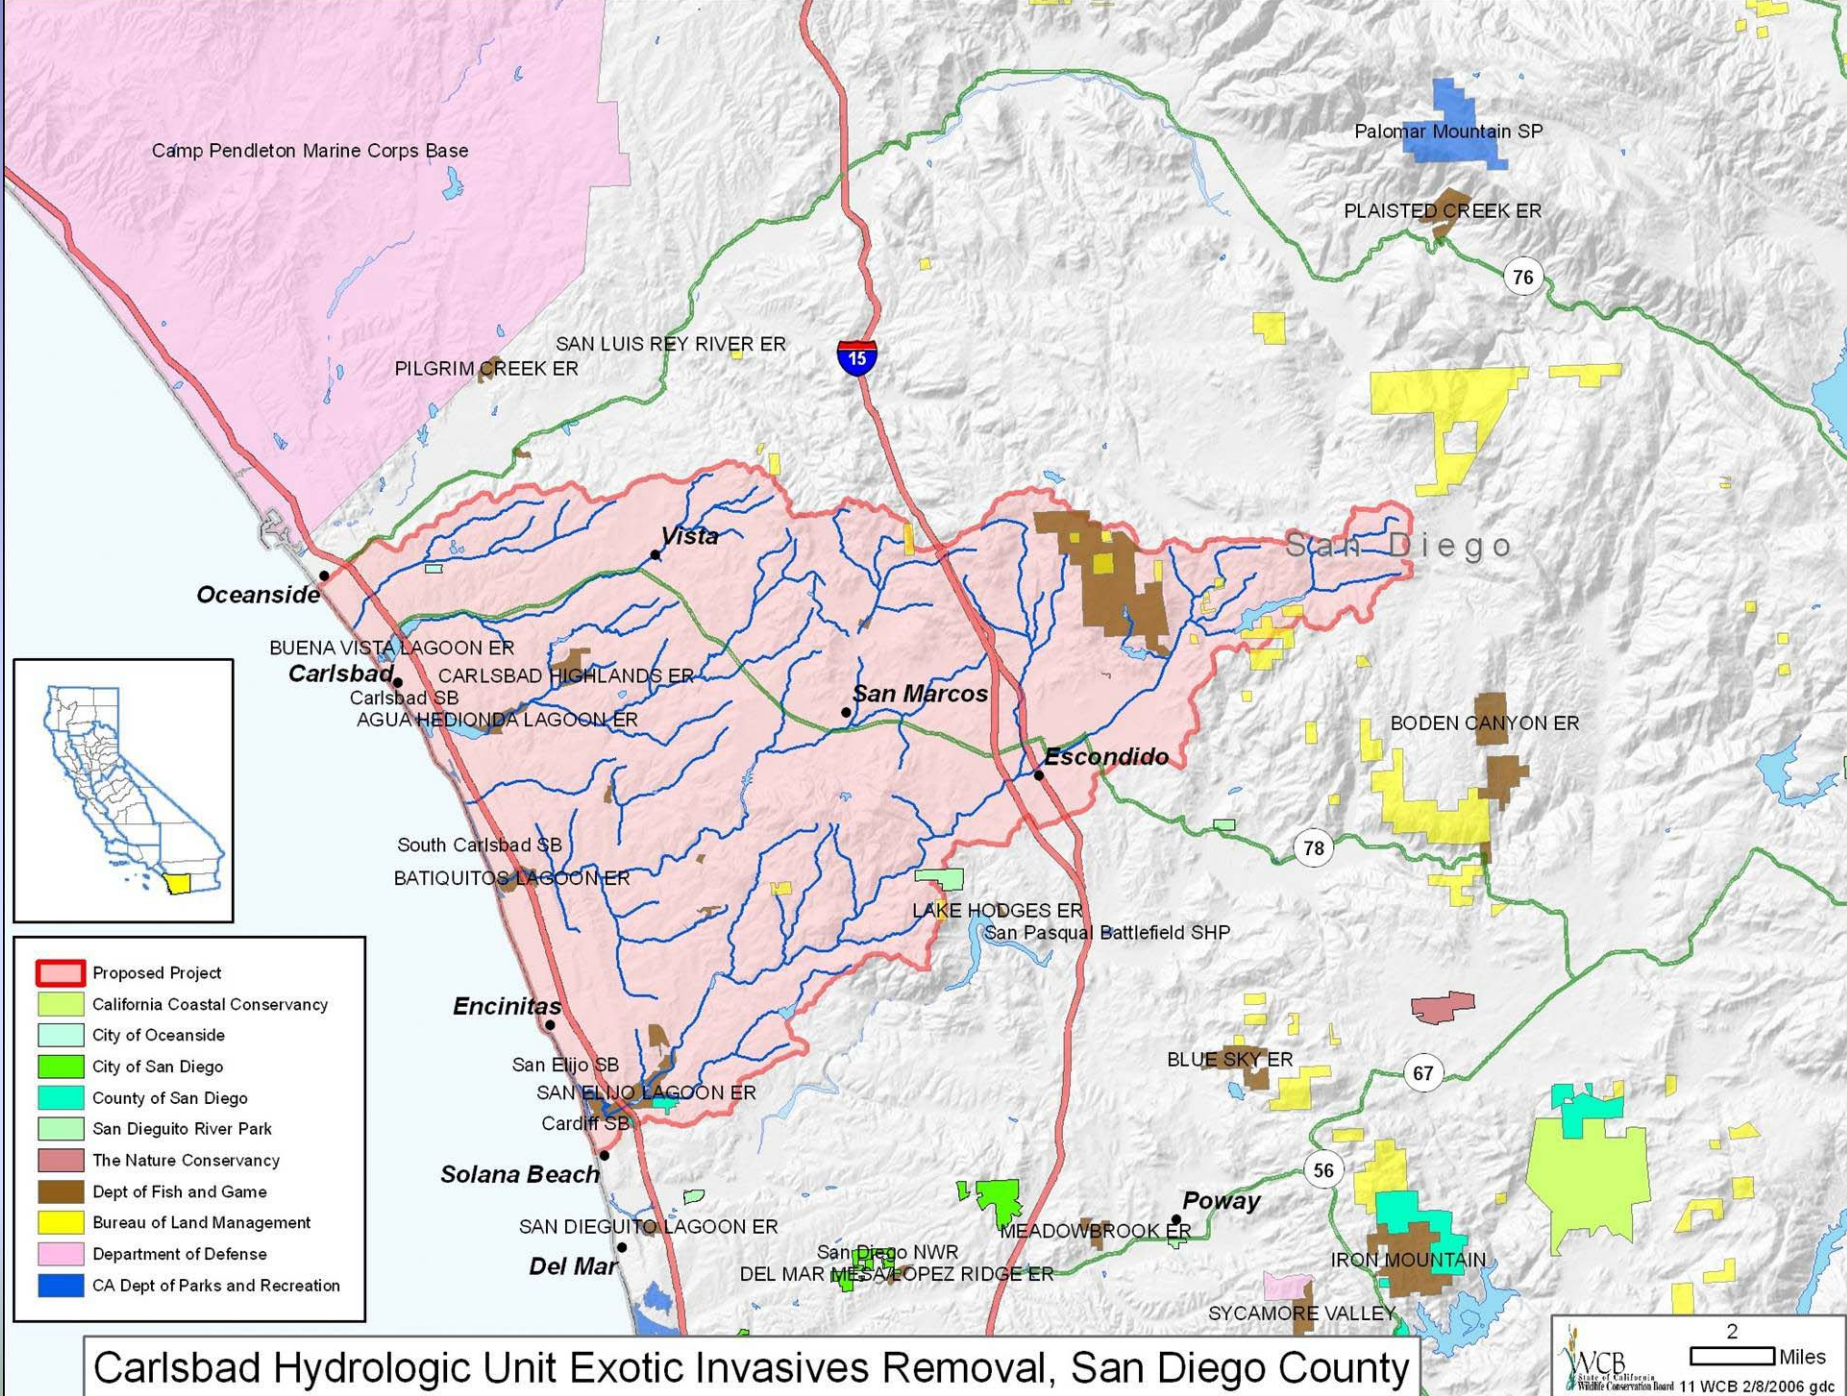 Camp Pendleton Marine Corps Base
Palomar Mountain SP
PLAISTED CREEK ER
76
SAN LUIS REY RIVER ER
15
PILGRIM CREEK ER
Vista
San Diego
Oceanside
BUENA VISTA LAGOON ER
Carlsbad
CARLSBAD HIGHLANDS ER
Carlsbad SB
San Marcos
AGUA HEDIONDA LAGOON ER
BODEN CANYON ER
Escondido
South Carlsbad SB
78
BATIQUITOS LAGOON ER
LAKE HODGES ER
San Pasqual Battlefield SHP
Encinitas
San Elijo SB
BLUE SKY ER
67
SAN ELIJO LAGOON ER
Cardiff SB
Solana Beach
56
Poway
SAN DIEGUITO LAGOON ER
MEADOWBROOK ER
Del Mar
San Diego NWR
DEL MAR MESA/LOPEZ RIDGE ER
IRON MOUNTAIN
SYCAMORE VALLEY
Proposed Project
California Coastal Conservancy
City of Oceanside
City of San Diego
County of San Diego
San Dieguito River Park
The Nature Conservancy
Dept of Fish and Game
Bureau of Land Management
Department of Defense
CA Dept of Parks and Recreation
Carlsbad Hydrologic Unit Exotic Invasives Removal, San Diego County
2
Miles
WCB
State of California
Wildlife Conservation Board
11 WCB 2/8/2006 gdc